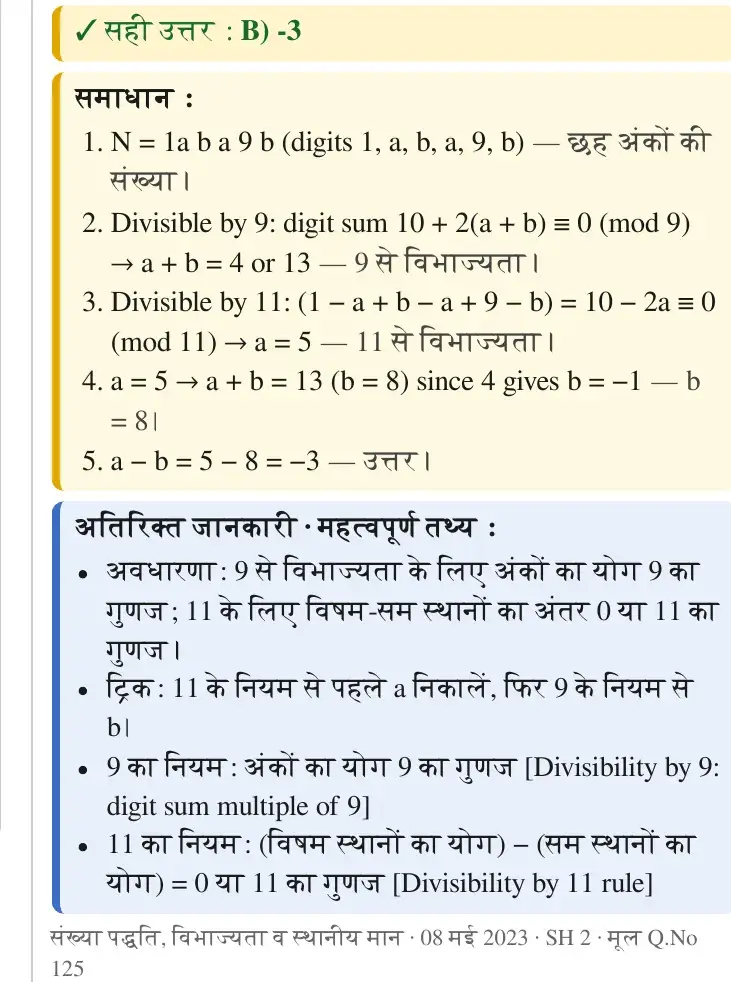 ✓ सही उत्तर : B) -3
समाधान :
1. N = 1a b a 9 b (digits 1, a, b, a, 9, b) — छह अंकों की
संख्या।
2. Divisible by 9: digit sum 10 + 2(a + b) ≡ 0 (mod 9)
→ a + b = 4 or 13 — 9 से विभाज्यता।
3. Divisible by 11: (1 − a + b − a + 9 − b) = 10 − 2a ≡ 0
(mod 11) → a = 5 — 11 से विभाज्यता।
4. a = 5 → a + b = 13 (b = 8) since 4 gives b = −1 — b
= 8।
5. a − b = 5 − 8 = −3 — उत्तर।
अतिरिक्त जानकारी · महत्वपूर्ण तथ्य :
• अवधारणा : 9 से विभाज्यता के लिए अंकों का योग 9 का
गुणज ; 11 के लिए विषम-सम स्थानों का अंतर 0 या 11 का
गुणज।
• ट्रिक : 11 के नियम से पहले a निकालें, फिर 9 के नियम से
b।
• 9 का नियम : अंकों का योग 9 का गुणज [Divisibility by 9:
digit sum multiple of 9]
• 11 का नियम : (विषम स्थानों का योग) − (सम स्थानों का
योग) = 0 या 11 का गुणज [Divisibility by 11 rule]
संख्या पद्धति, विभाज्यता व स्थानीय मान · 08 मई 2023 · SH 2 · मूल Q.No
125